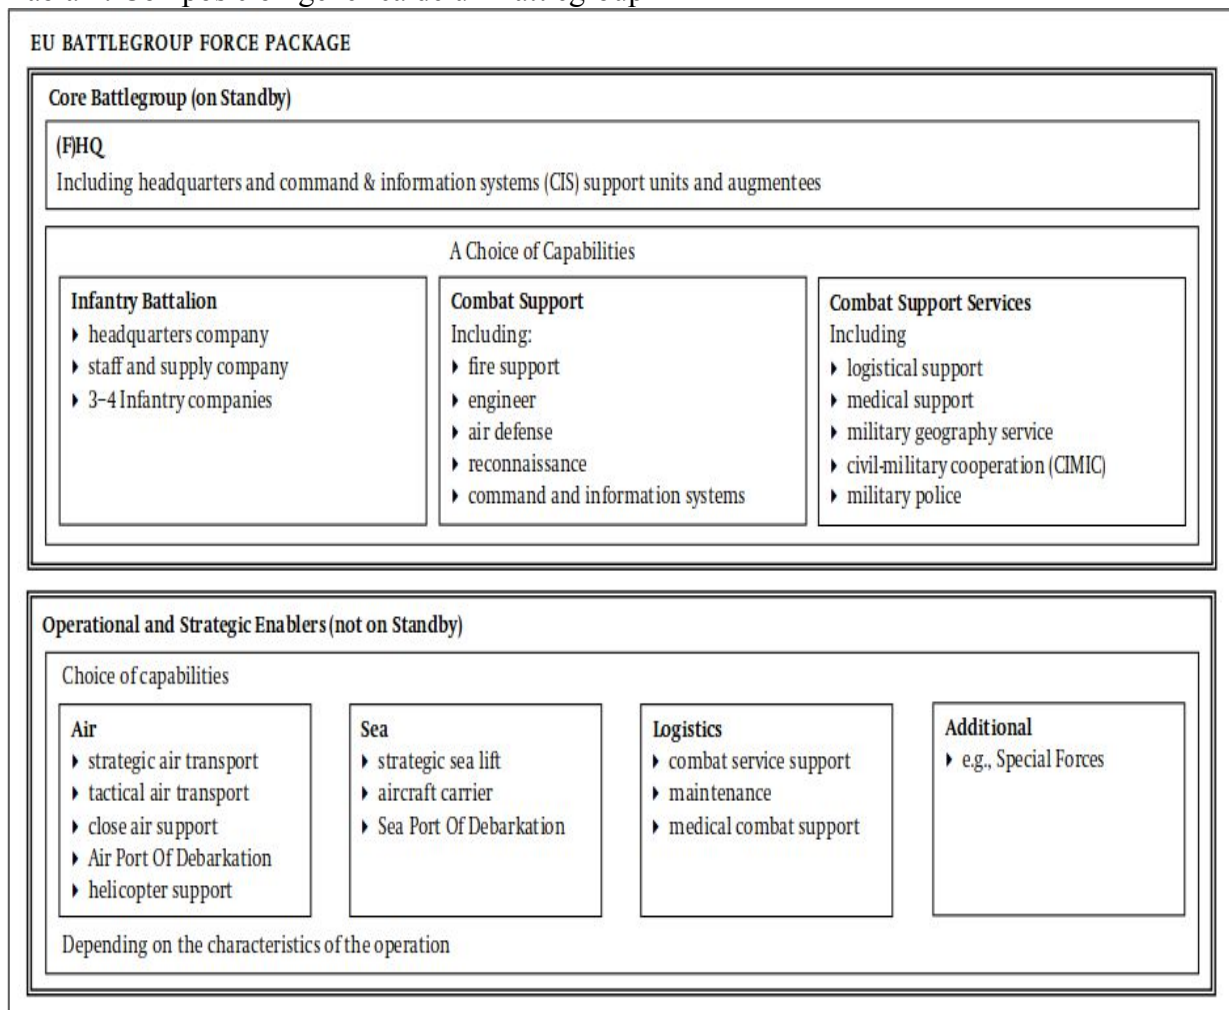 EU BATTLEGROUP FORCE PACKAGE
Core Battlegroup (on Standby)
(F)HQ
Including headquarters and command & information systems (CIS) support units and augmentees
A Choice of Capabilities
Infantry Battalion
headquarters company
staff and supply company
3–4 Infantry companies
Combat Support
Including:
fire support
engineer
air defense
reconnaissance
command and information systems
Combat Support Services
Including
logistical support
medical support
military geography service
civil-military cooperation (CIMIC)
military police
Operational and Strategic Enablers (not on Standby)
Choice of capabilities
Air
strategic air transport
tactical air transport
close air support
Air Port Of Debarkation
helicopter support
Sea
strategic sea lift
aircraft carrier
Sea Port Of Debarkation
Logistics
combat service support
maintenance
medical combat support
Additional
e.g., Special Forces
Depending on the characteristics of the operation